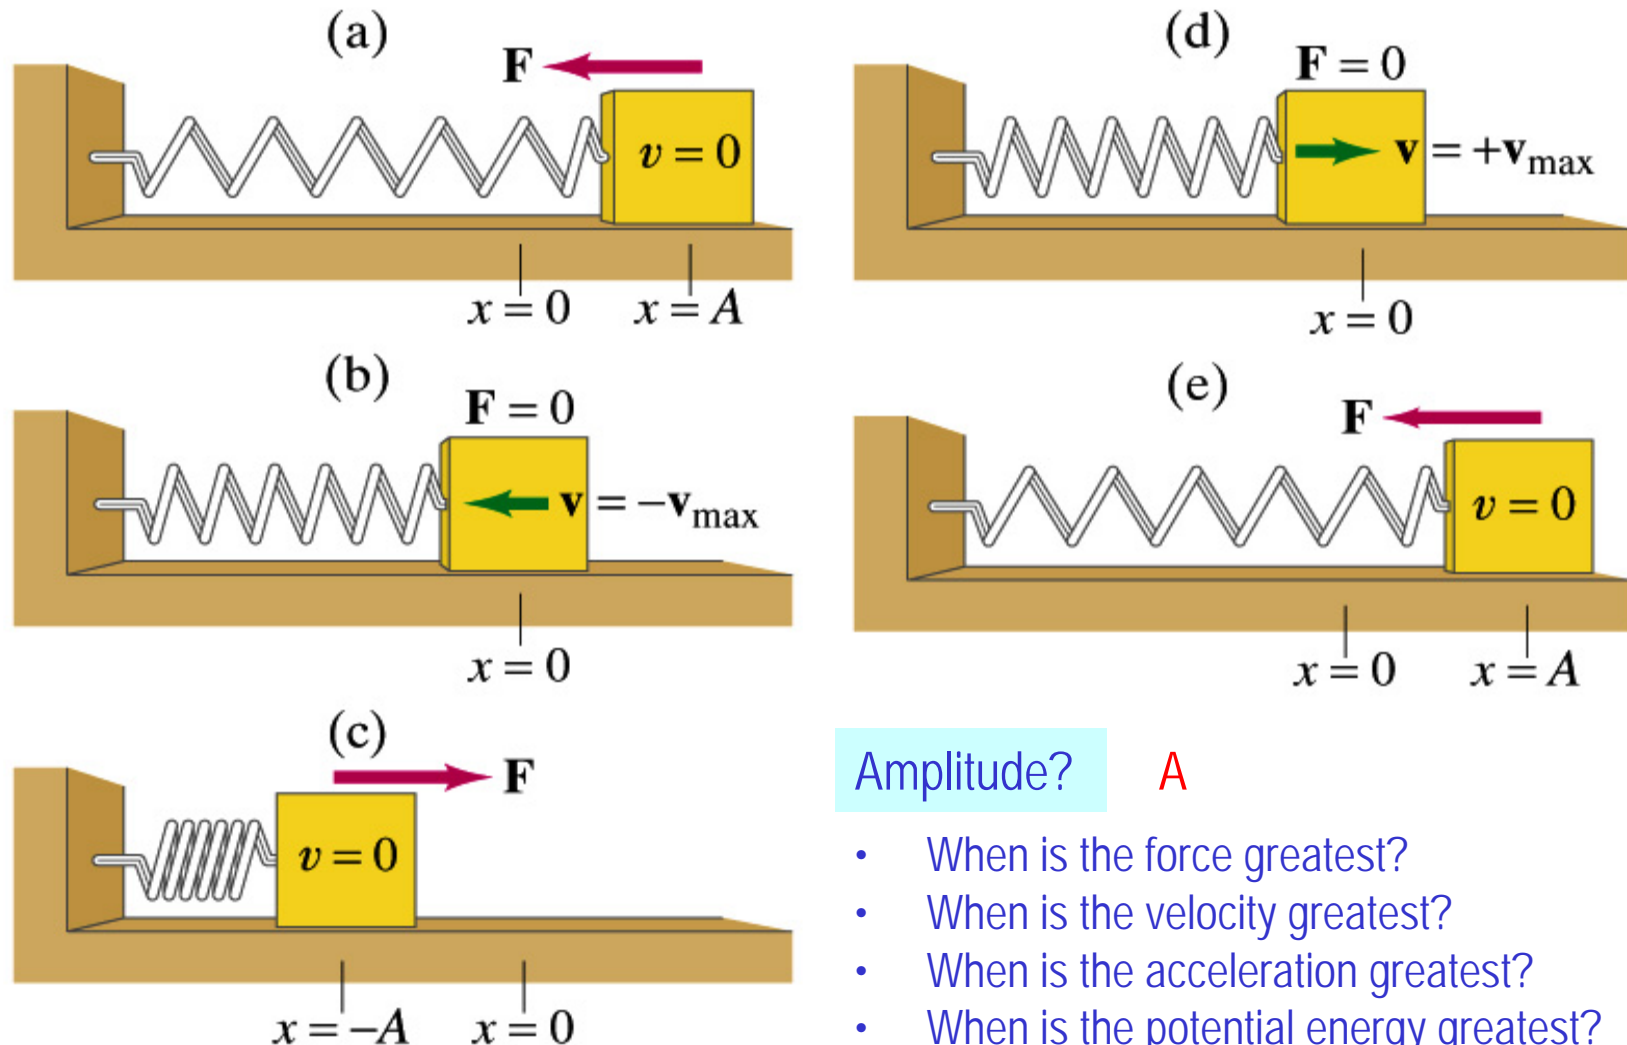 (a)
F
v = 0
x = 0 x = A
(b)
F = 0
v = −vmax
x = 0
(c)
F
v = 0
x = −A x = 0
(d)
F = 0
v = +vmax
x = 0
(e)
F
v = 0
x = 0 x = A
Amplitude? A
• When is the force greatest?
• When is the velocity greatest?
• When is the acceleration greatest?
• When is the potential energy greatest?